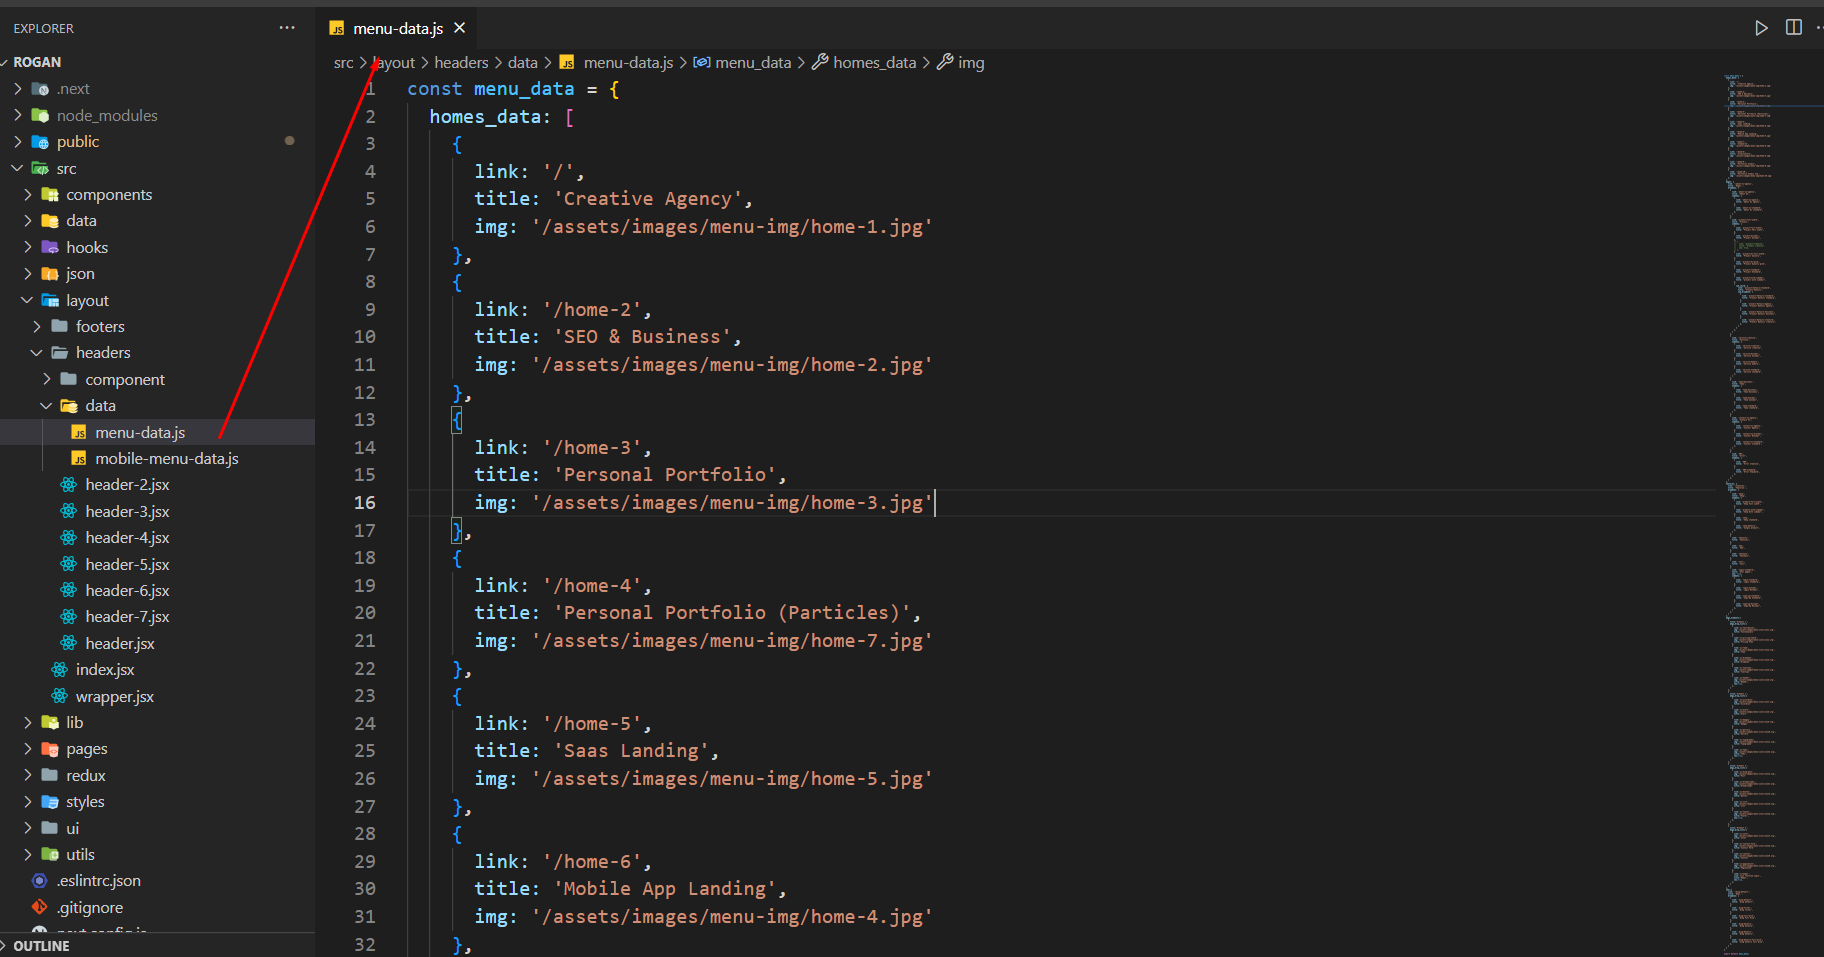 EXPLORER
ROGAN
.next
node_modules
public
src
components
data
hooks
json
layout
footers
headers
component
data
JS menu-data.js
JS mobile-menu-data.js
header-2.jsx
header-3.jsx
header-4.jsx
header-5.jsx
header-6.jsx
header-7.jsx
header.jsx
index.jsx
wrapper.jsx
lib
pages
redux
styles
ui
utils
.eslintrc.json
.gitignore
OUTLINE
JS menu-data.js
src > layout > headers > data > JS menu-data.js > menu_data > homes_data > img
1 const menu_data = {
2 homes_data: [
3 {
4 link: '/',
5 title: 'Creative Agency',
6 img: '/assets/images/menu-img/home-1.jpg'
7 },
8 {
9 link: '/home-2',
10 title: 'SEO & Business',
11 img: '/assets/images/menu-img/home-2.jpg'
12 },
13 {
14 link: '/home-3',
15 title: 'Personal Portfolio',
16 img: '/assets/images/menu-img/home-3.jpg'
17 },
18 {
19 link: '/home-4',
20 title: 'Personal Portfolio (Particles)',
21 img: '/assets/images/menu-img/home-7.jpg'
22 },
23 {
24 link: '/home-5',
25 title: 'Saas Landing',
26 img: '/assets/images/menu-img/home-5.jpg'
27 },
28 {
29 link: '/home-6',
30 title: 'Mobile App Landing',
31 img: '/assets/images/menu-img/home-4.jpg'
32 },